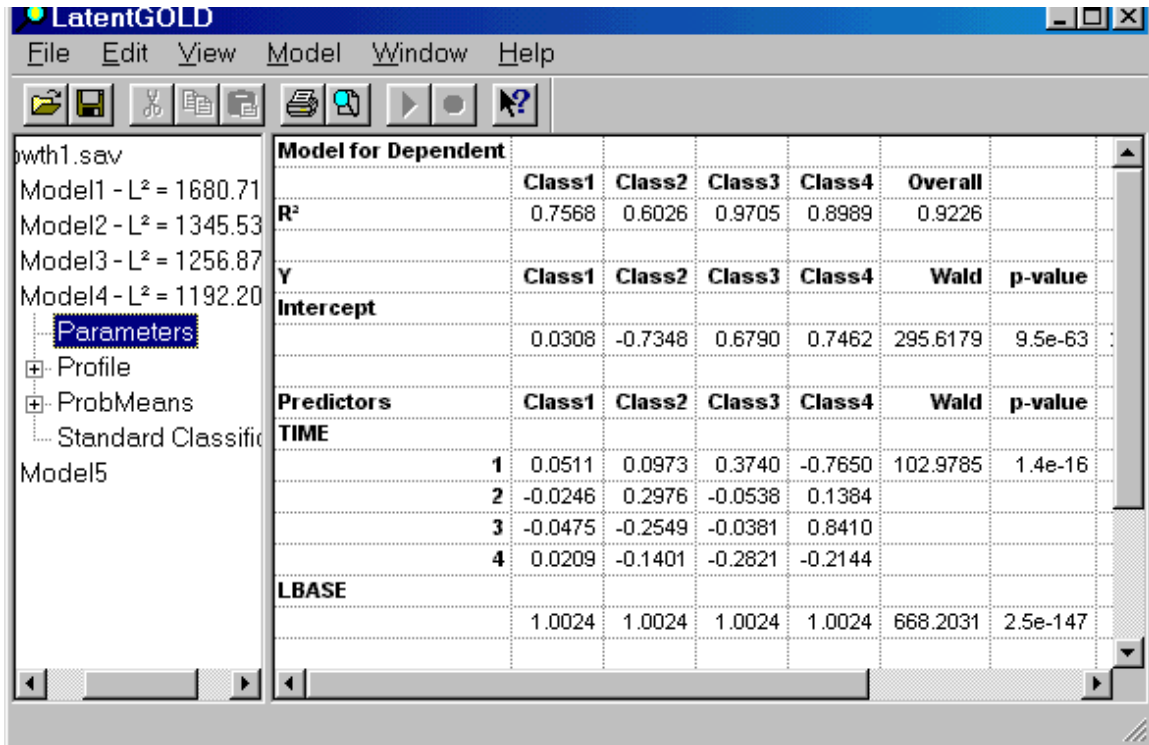 LatentGOLD
File Edit View Model Window Help
owth1.sav
Model1 - L² = 1680.71
Model2 - L² = 1345.53
Model3 - L² = 1256.87
Model4 - L² = 1192.20
Parameters
Profile
ProbMeans
Standard Classific
Model5
Model for Dependent
Class1 Class2 Class3 Class4 Overall
R² 0.7568 0.6026 0.9705 0.8989 0.9226
Y Class1 Class2 Class3 Class4 Wald p-value
Intercept
0.0308 -0.7348 0.6790 0.7462 295.6179 9.5e-63
Predictors Class1 Class2 Class3 Class4 Wald p-value
TIME
1 0.0511 0.0973 0.3740 -0.7650 102.9785 1.4e-16
2 -0.0246 0.2976 -0.0538 0.1384
3 -0.0475 -0.2549 -0.0381 0.8410
4 0.0209 -0.1401 -0.2821 -0.2144
LBASE
1.0024 1.0024 1.0024 1.0024 668.2031 2.5e-147